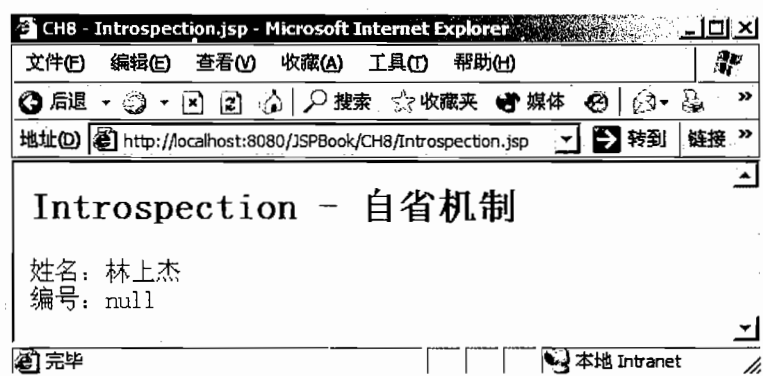 CH8 - Introspection.jsp - Microsoft Internet Explorer
文件(F) 编辑(E) 查看(V) 收藏(A) 工具(T) 帮助(H)
后退 搜索 收藏夹 媒体 »
地址(D) http://localhost:8080/JSPBook/CH8/Introspection.jsp 转到 链接 »
Introspection - 自省机制
姓名：林上杰
编号：null
完毕 本地 Intranet